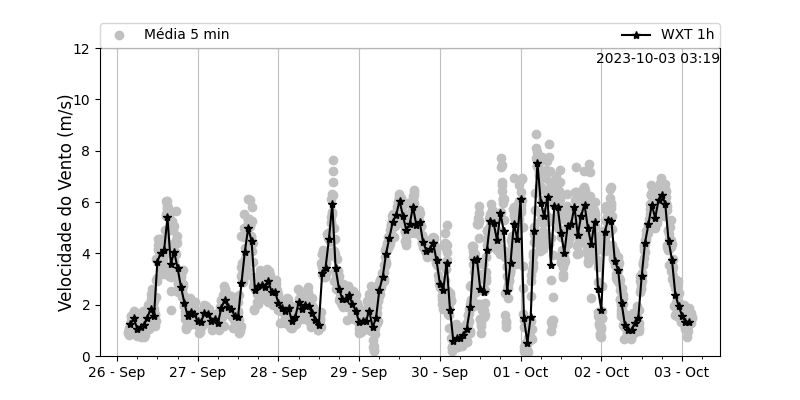 Média 5 min
WXT 1h
2023-10-03 03:19
Velocidade do Vento (m/s)
12
10
8
6
4
2
0
26 - Sep 27 - Sep 28 - Sep 29 - Sep 30 - Sep 01 - Oct 02 - Oct 03 - Oct